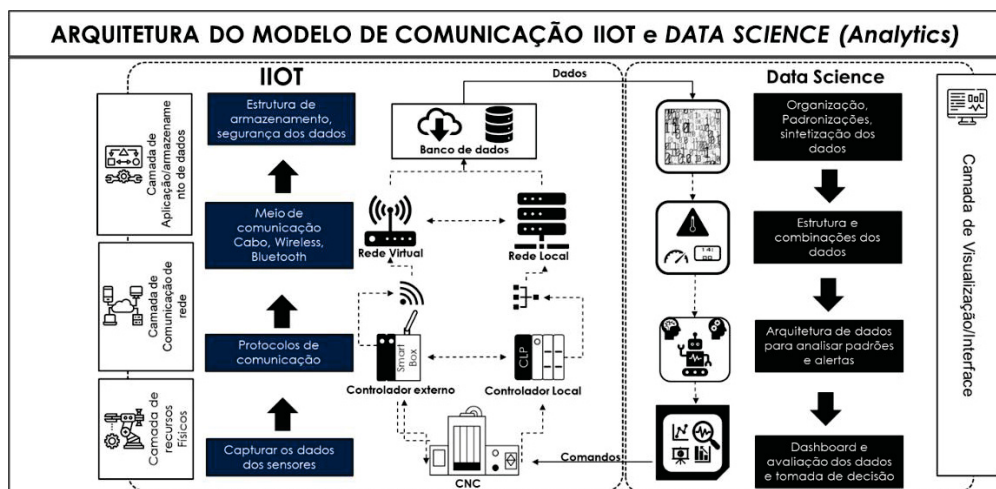 ARQUITETURA DO MODELO DE COMUNICAÇÃO IIOT e DATA SCIENCE (Analytics)
IIOT
Camada de
Aplicação/armazename
nto de dados
Camada de
Comunicação de
rede
Camada de
recursos
Físicos
Estrutura de
armazenamento,
segurança dos dados
Meio de
comunicação
Cabo, Wireless,
Bluetooth
Protocolos de
comunicação
Capturar os dados
dos sensores
Banco de dados
Rede Virtual
Rede Local
Smart
Box
CLP
Controlador externo
Controlador Local
CNC
Dados
Comandos
Data Science
Organização,
Padronizações,
sintetização dos
dados
Estrutura e
combinações dos
dados
Arquitetura de dados
para analisar padrões
e alertas
Dashboard e
avaliação dos dados
e tomada de decisão
Camada de Visualização/Interface